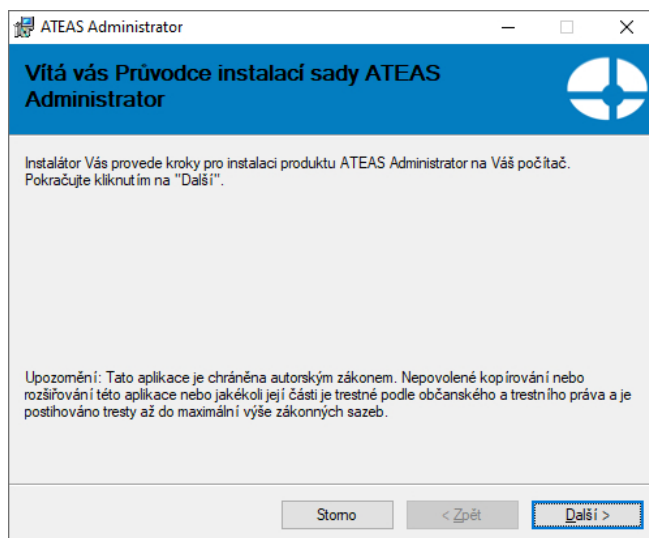 ATEAS Administrator
Vítá vás Průvodce instalací sady ATEAS
Administrator
Instalátor Vás provede kroky pro instalaci produktu ATEAS Administrator na Váš počítač.
Pokračujte kliknutím na "Další".
Upozornění: Tato aplikace je chráněna autorským zákonem. Nepovolené kopírování nebo
rozšiřování této aplikace nebo jakékoli její části je trestné podle občanského a trestního práva a je
postihováno tresty až do maximální výše zákonných sazeb.
Storno
< Zpět
Další >